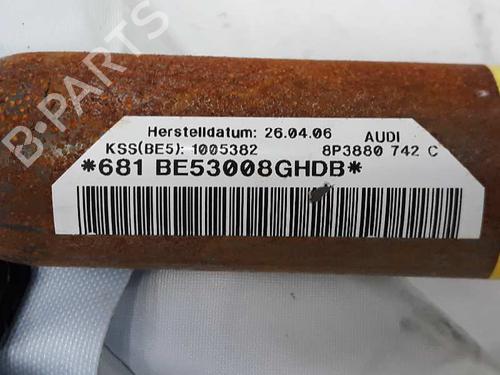 Herstelldatum: 26.04.06 AUDI
KSS(BE5): 1005382 8P3880 742 C
*681 BE53008GHDB*
B-PARTS